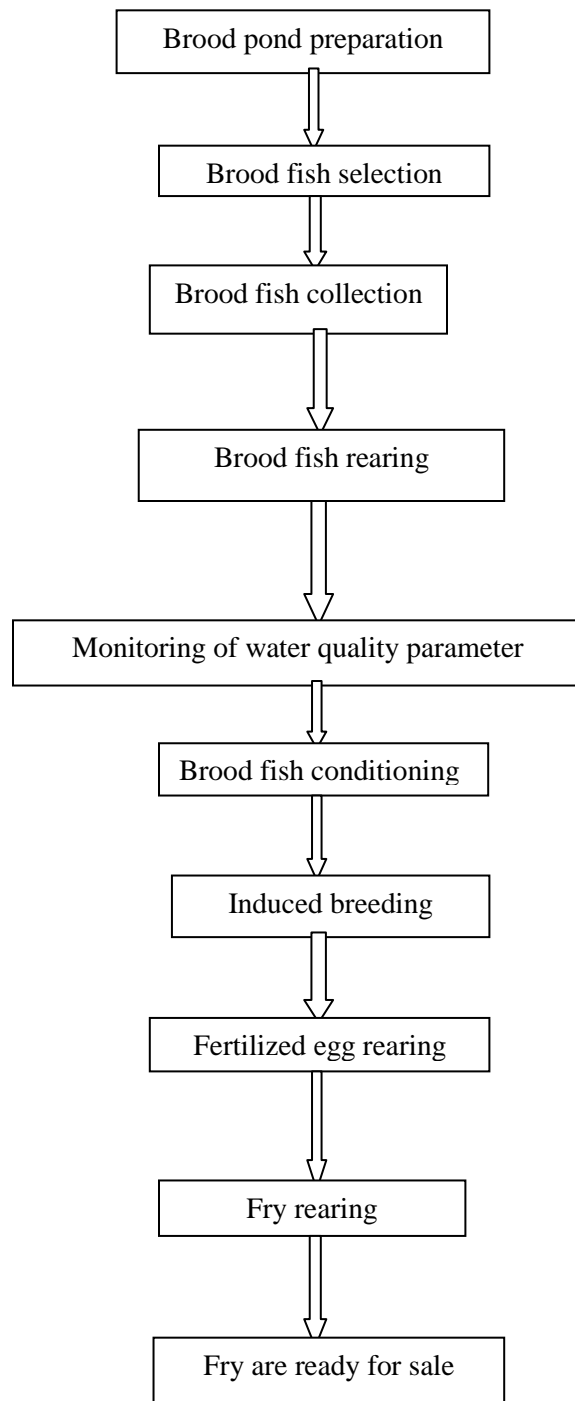 Brood pond preparation
Brood fish selection
Brood fish collection
Brood fish rearing
Monitoring of water quality parameter
Brood fish conditioning
Induced breeding
Fertilized egg rearing
Fry rearing
Fry are ready for sale